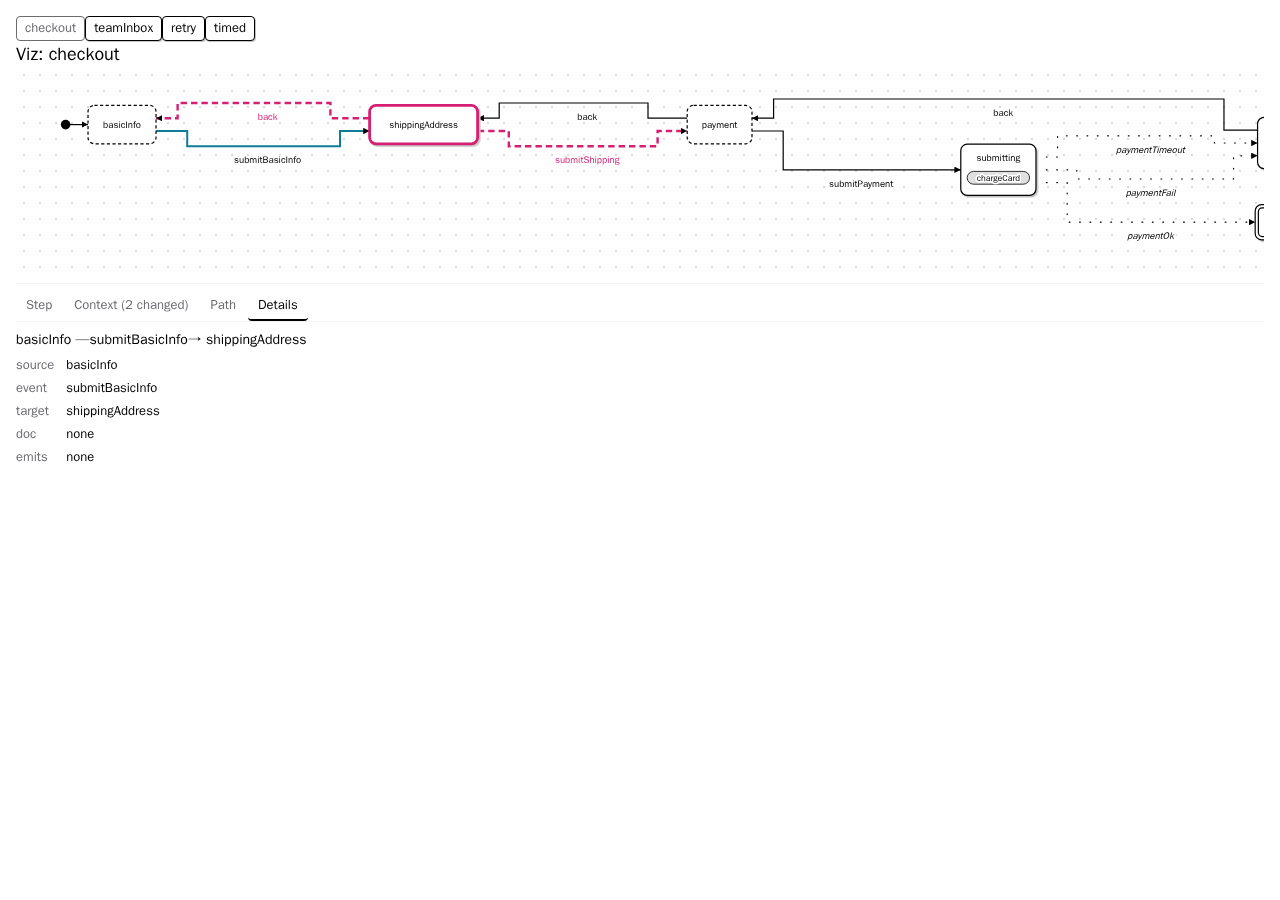 checkout teamInbox retry timed
Viz: checkout
back
back
back
basicInfo
shippingAddress
payment
submitBasicInfo
submitShipping
submitPayment
submitting
chargeCard
paymentTimeout
paymentFail
paymentOk
Step Context (2 changed) Path Details
basicInfo —submitBasicInfo→ shippingAddress
source basicInfo
event submitBasicInfo
target shippingAddress
doc none
emits none